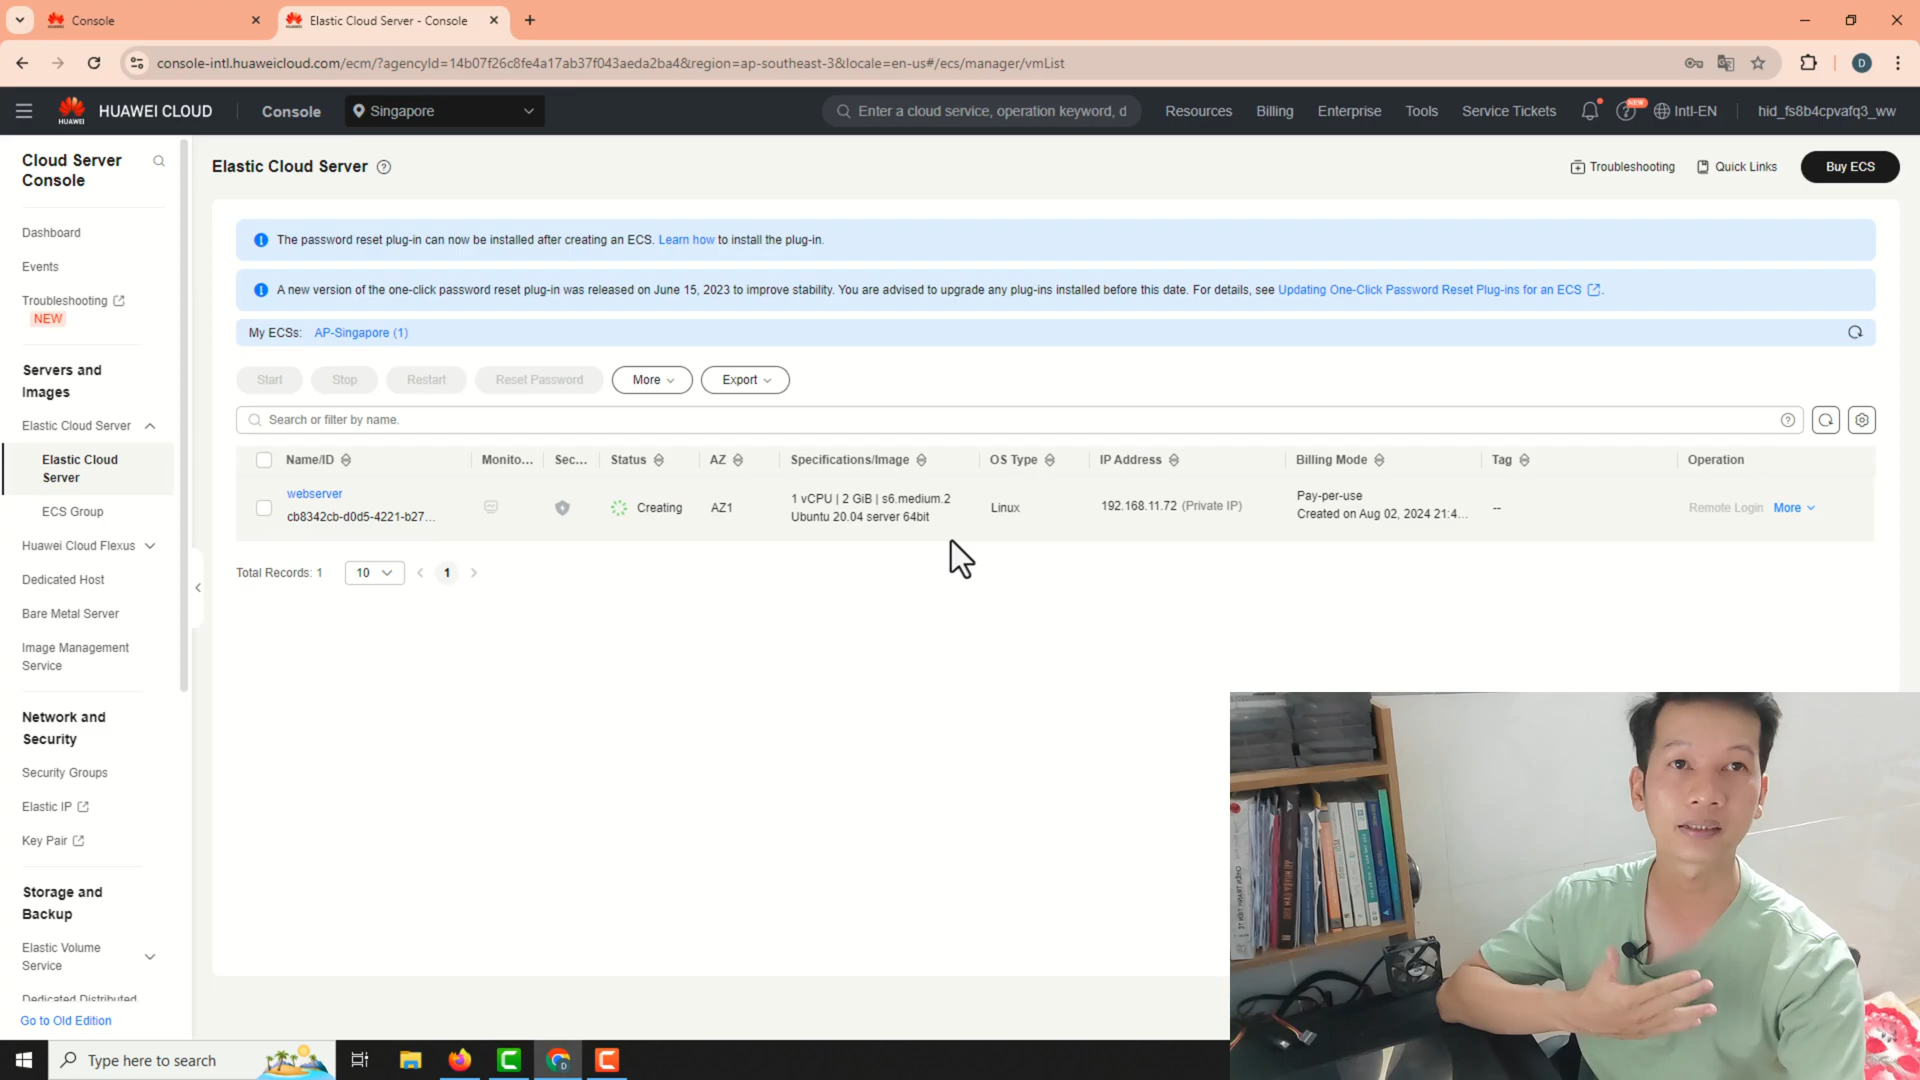 Console
Elastic Cloud Server - Console
console-intl.huaweicloud.com/ecm/?agencyId=14b07f26c8fe4a17ab37f043aeda2ba4&region=ap-southeast-3&locale=en-us#/ecs/manager/vmList
D
HUAWEI
HUAWEI CLOUD
Console
Singapore
Enter a cloud service, operation keyword, d
Resources
Billing
Enterprise
Tools
Service Tickets
NEW
Intl-EN
hid_fs8b4cpvafq3_ww
Cloud Server
Console
Dashboard
Events
Troubleshooting
NEW
Servers and
Images
Elastic Cloud Server
Elastic Cloud
Server
ECS Group
Huawei Cloud Flexus
Dedicated Host
Bare Metal Server
Image Management
Service
Network and
Security
Security Groups
Elastic IP
Key Pair
Storage and
Backup
Elastic Volume
Service
Dedicated Distributed
Go to Old Edition
Elastic Cloud Server
Troubleshooting
Quick Links
Buy ECS
The password reset plug-in can now be installed after creating an ECS. Learn how to install the plug-in.
A new version of the one-click password reset plug-in was released on June 15, 2023 to improve stability. You are advised to upgrade any plug-ins installed before this date. For details, see Updating One-Click Password Reset Plug-ins for an ECS .
My ECSs: AP-Singapore (1)
Start
Stop
Restart
Reset Password
More
Export
Search or filter by name.
Name/ID
Monito...
Sec...
Status
AZ
Specifications/Image
OS Type
IP Address
Billing Mode
Tag
Operation
webserver
cb8342cb-d0d5-4221-b27...
Creating
AZ1
1 vCPU | 2 GiB | s6.medium.2
Ubuntu 20.04 server 64bit
Linux
192.168.11.72 (Private IP)
Pay-per-use
Created on Aug 02, 2024 21:4...
--
Remote Login
More
Total Records: 1
10
1
Type here to search